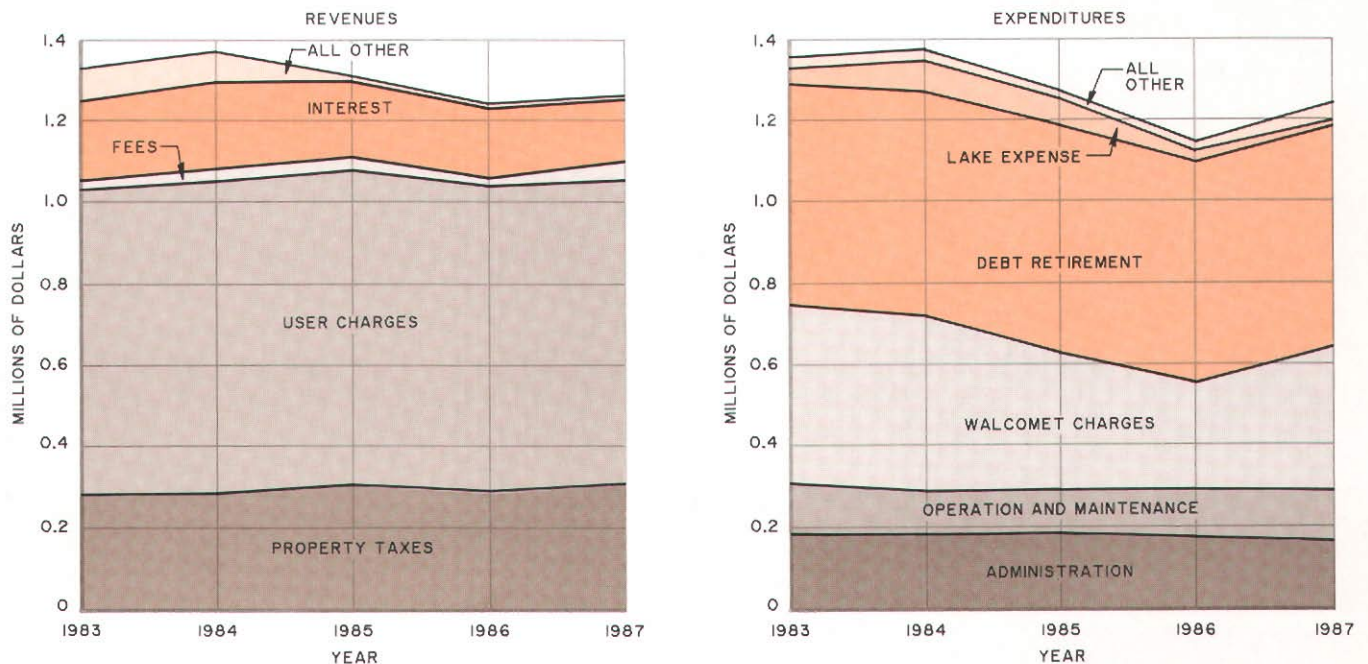 REVENUES
1.4
1.2
1.0
0.8
0.6
0.4
0.2
0
MILLIONS OF DOLLARS
ALL OTHER
INTEREST
FEES
USER CHARGES
PROPERTY TAXES
1983 1984 1985 1986 1987
YEAR
EXPENDITURES
1.4
1.2
1.0
0.8
0.6
0.4
0.2
0
MILLIONS OF DOLLARS
ALL
OTHER
LAKE EXPENSE
DEBT RETIREMENT
WALCOMET CHARGES
OPERATION AND MAINTENANCE
ADMINISTRATION
1983 1984 1985 1986 1987
YEAR